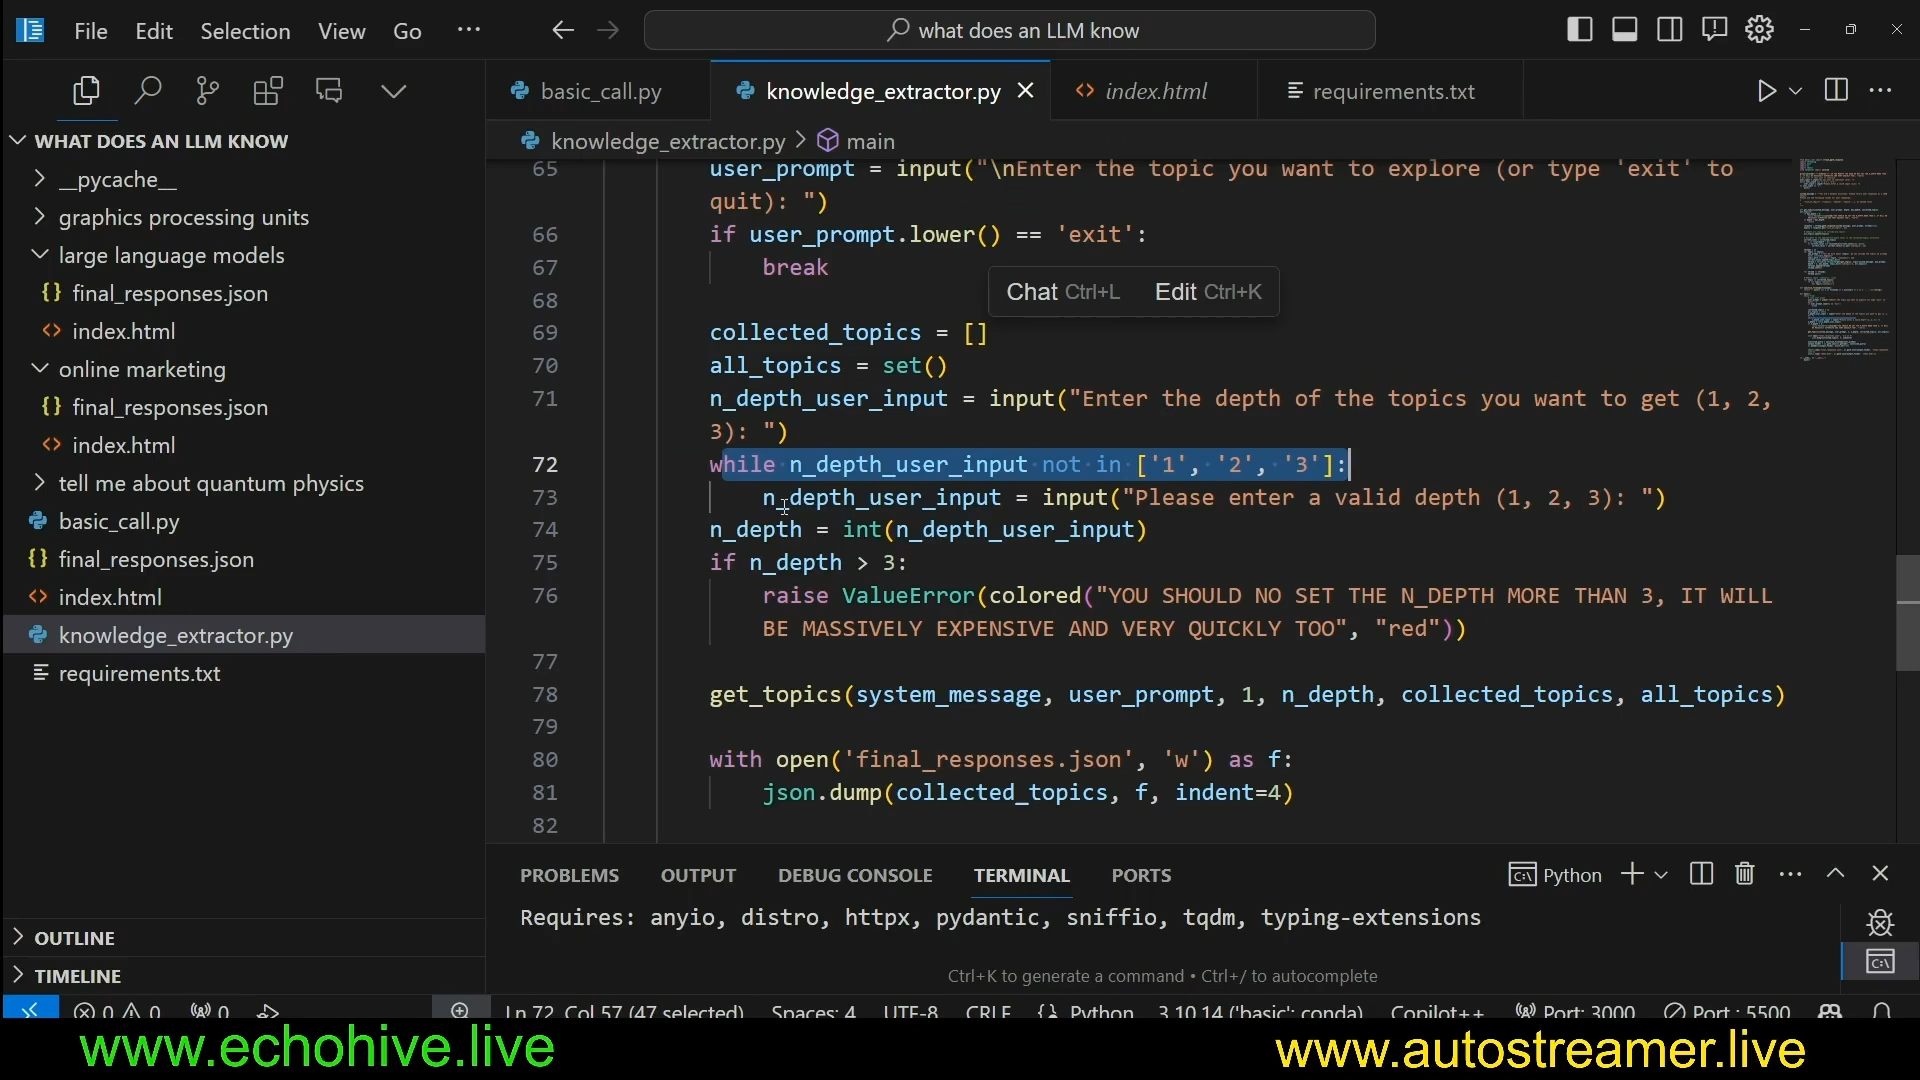 File Edit Selection View Go ··· what does an LLM know
basic_call.py knowledge_extractor.py index.html requirements.txt
WHAT DOES AN LLM KNOW
__pycache__
graphics processing units
large language models
final_responses.json
index.html
online marketing
final_responses.json
index.html
tell me about quantum physics
basic_call.py
final_responses.json
index.html
knowledge_extractor.py
requirements.txt
OUTLINE
TIMELINE
knowledge_extractor.py > main
65 user_prompt = input("\nEnter the topic you want to explore (or type 'exit' to
quit): ")
66 if user_prompt.lower() == 'exit':
67 break
68
Chat Ctrl+L Edit Ctrl+K
69 collected_topics = []
70 all_topics = set()
71 n_depth_user_input = input("Enter the depth of the topics you want to get (1, 2,
3): ")
72 while n_depth_user_input not in ['1', '2', '3']:
73 n_depth_user_input = input("Please enter a valid depth (1, 2, 3): ")
74 n_depth = int(n_depth_user_input)
75 if n_depth > 3:
76 raise ValueError(colored("YOU SHOULD NO SET THE N_DEPTH MORE THAN 3, IT WILL
BE MASSIVELY EXPENSIVE AND VERY QUICKLY TOO", "red"))
77
78 get_topics(system_message, user_prompt, 1, n_depth, collected_topics, all_topics)
79
80 with open('final_responses.json', 'w') as f:
81 json.dump(collected_topics, f, indent=4)
82
PROBLEMS OUTPUT DEBUG CONSOLE TERMINAL PORTS Python
Requires: anyio, distro, httpx, pydantic, sniffio, tqdm, typing-extensions
Ctrl+K to generate a command • Ctrl+/ to autocomplete
0 0 0 Ln 72, Col 57 (47 selected) Spaces: 4 UTF-8 CRLF {} Python 3.10.14 ('basic': conda) Copilot++ Port: 3000 Port : 5500
www.echohive.live www.autostreamer.live